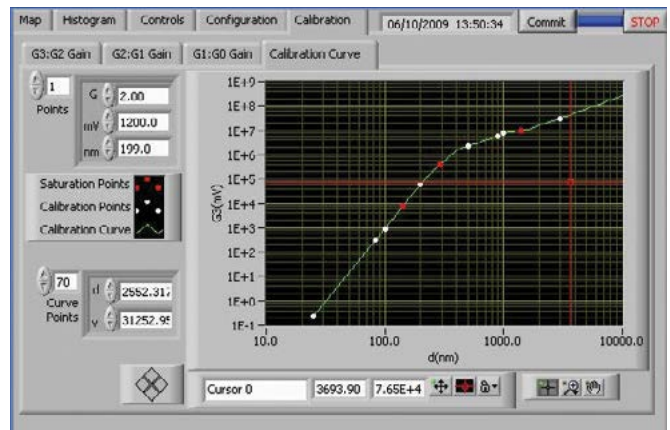 Map Histogram Controls Configuration Calibration 06/10/2009 13:50:34 Commit STOP
G3:G2 Gain G2:G1 Gain G1:G0 Gain Calibration Curve
1
Points
G 2.00
mV 1200.0
nm 199.0
Saturation Points
Calibration Points
Calibration Curve
70
Curve
Points
d 2552.317
v 31252.95
G3(mV)
1E+9
1E+8
1E+7
1E+6
1E+5
1E+4
1E+3
1E+2
1E+1
1E+0
1E-1
10.0 100.0 1000.0 10000.0
d(nm)
Cursor 0 3693.90 7.65E+4